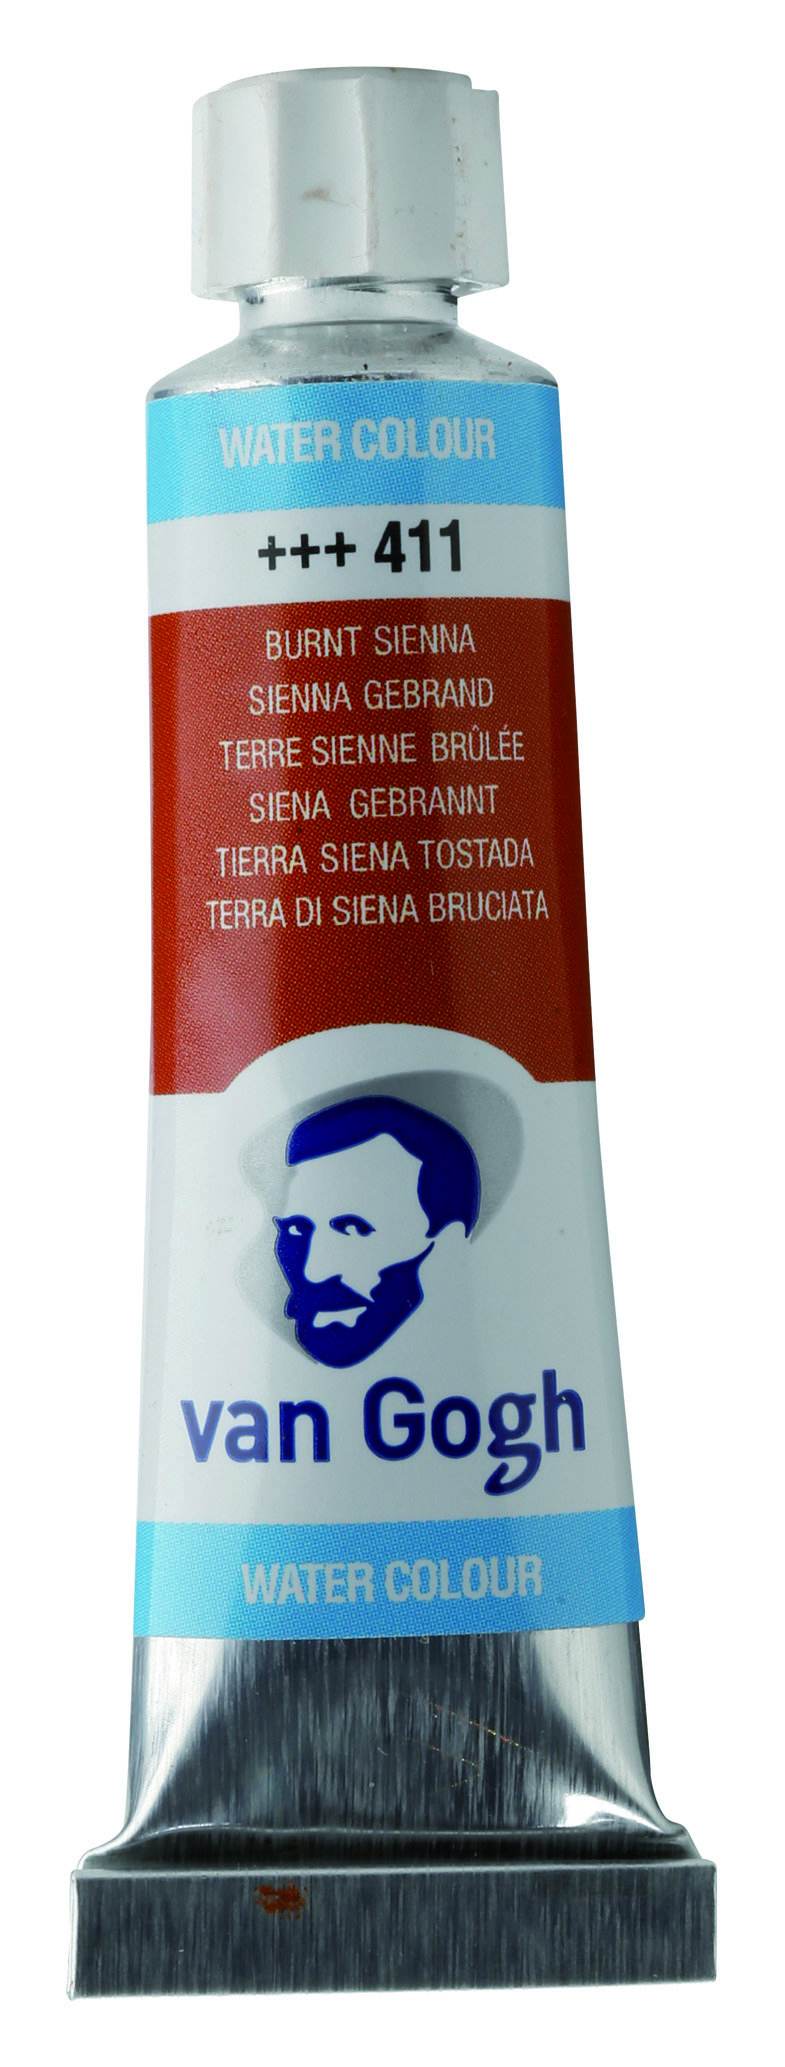 WATER COLOUR
+++ 411
BURNT SIENNA
SIENNA GEBRAND
TERRE SIENNE BRÛLÉE
SIENA GEBRANNT
TIERRA SIENA TOSTADA
TERRA DI SIENA BRUCIATA
van Gogh
WATER COLOUR